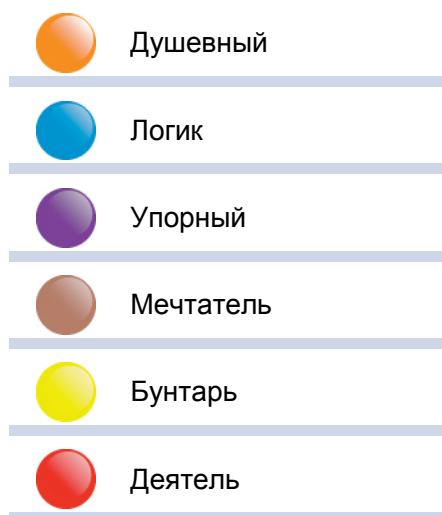 Душевный
Логик
Упорный
Мечтатель
Бунтарь
Деятель